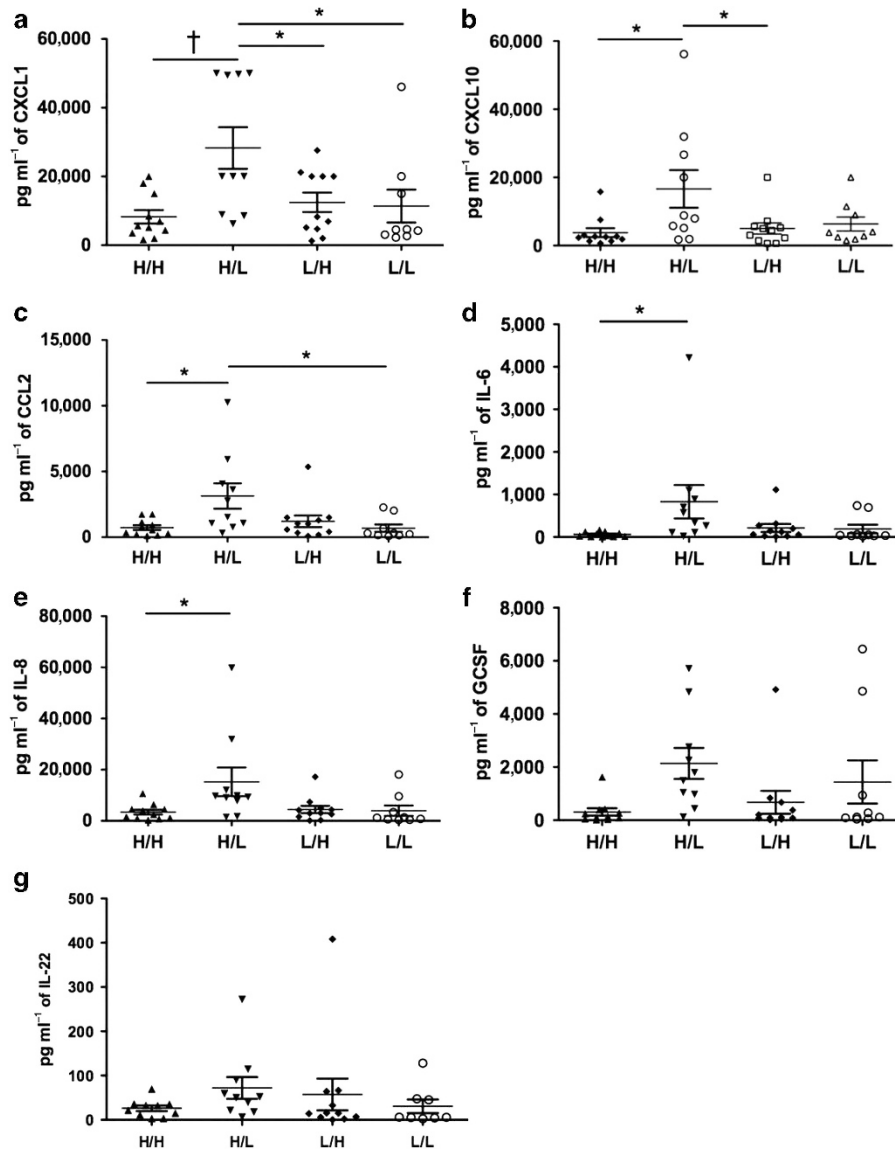 a
pg ml⁻¹ of CXCL1
60,000
40,000
20,000
0
†
*
*
H/H H/L L/H L/L
b
pg ml⁻¹ of CXCL10
60,000
40,000
20,000
0
*
*
H/H H/L L/H L/L
c
pg ml⁻¹ of CCL2
15,000
10,000
5,000
0
*
*
H/H H/L L/H L/L
d
pg ml⁻¹ of IL-6
5,000
4,000
3,000
2,000
1,000
0
*
H/H H/L L/H L/L
e
pg ml⁻¹ of IL-8
80,000
60,000
40,000
20,000
0
*
H/H H/L L/H L/L
f
pg ml⁻¹ of GCSF
8,000
6,000
4,000
2,000
0
H/H H/L L/H L/L
g
pg ml⁻¹ of IL-22
500
400
300
200
100
0
H/H H/L L/H L/L